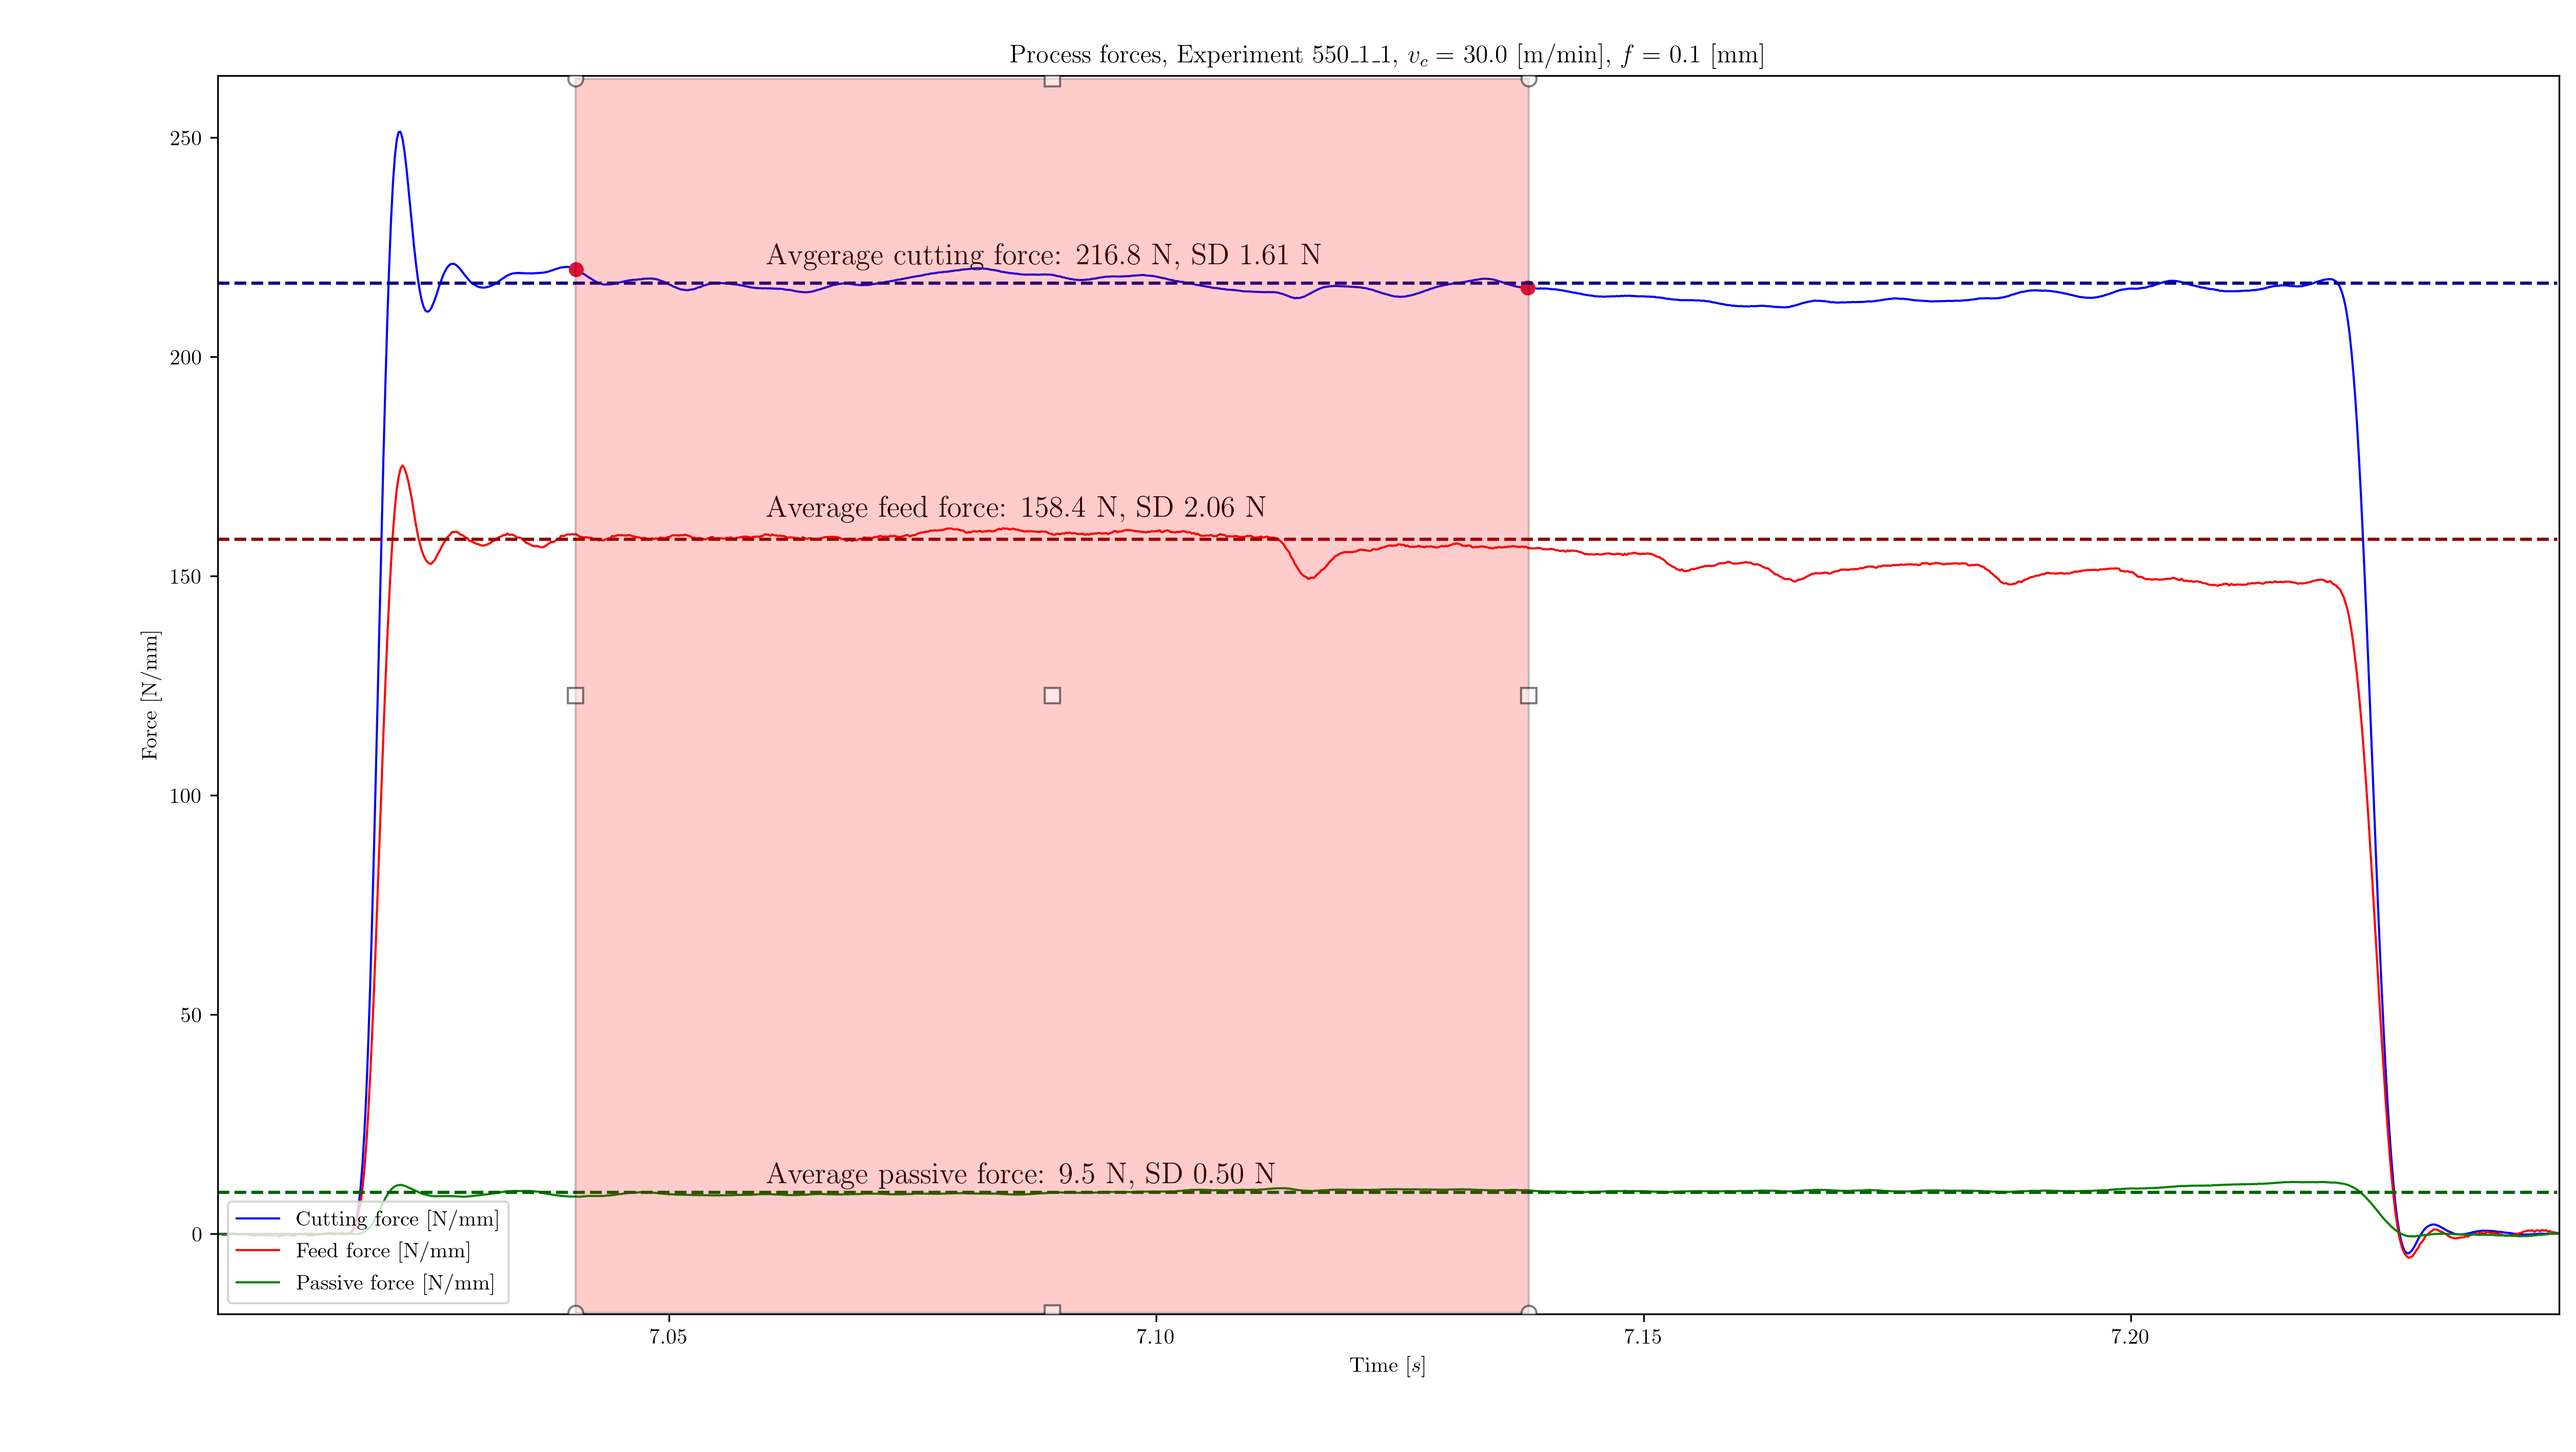 Process forces, Experiment 550_1_1, v_c = 30.0 [m/min], f = 0.1 [mm]
250
200
150
100
50
0
Force [N/mm]
Avgerage cutting force: 216.8 N, SD 1.61 N
Average feed force: 158.4 N, SD 2.06 N
Average passive force: 9.5 N, SD 0.50 N
Cutting force [N/mm]
Feed force [N/mm]
Passive force [N/mm]
7.05 7.10 7.15 7.20
Time [s]